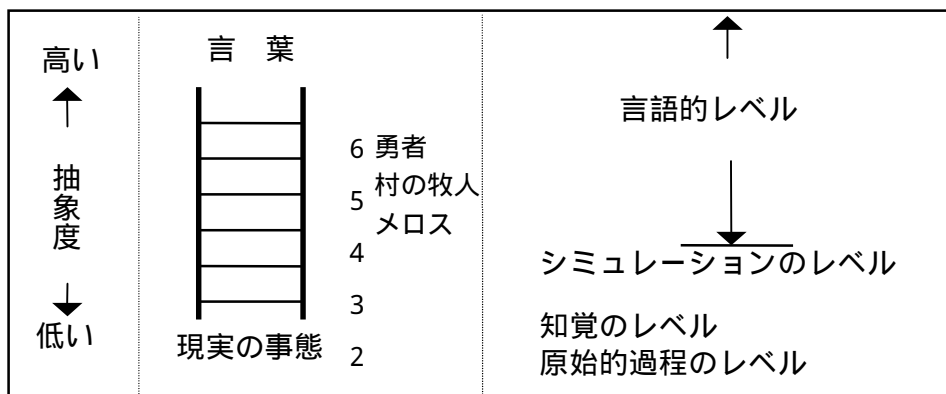 高い
抽象度
低い
言 葉
現実の事態
6 勇者
5 村の牧人
メロス
4
3
2
言語的レベル
シミュレーションのレベル
知覚のレベル
原始的過程のレベル